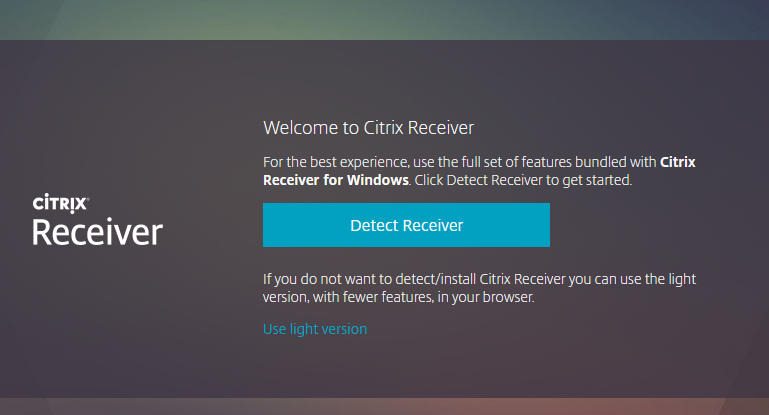 Welcome to Citrix Receiver
For the best experience, use the full set of features bundled with Citrix
Receiver for Windows. Click Detect Receiver to get started.
CİTRIX®
Receiver
Detect Receiver
If you do not want to detect/install Citrix Receiver you can use the light
version, with fewer features, in your browser.
Use light version